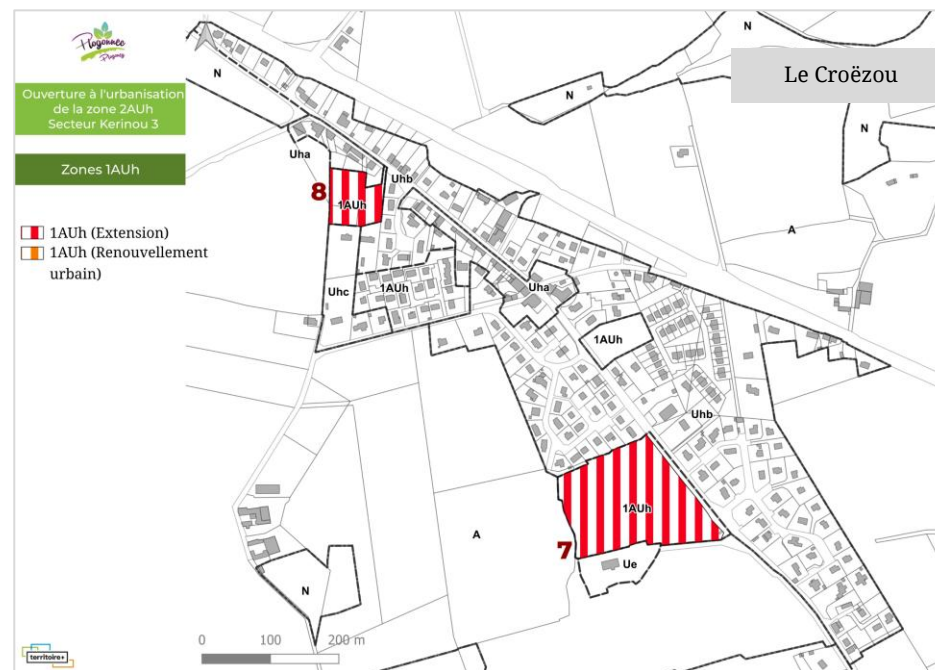 Plogonnec
Ouverture à l'urbanisation
de la zone 2AUh
Secteur Kerinou 3
Zones 1AUh
1AUh (Extension)
1AUh (Renouvellement
urbain)
Le Croëzou
N
N
N
N
Uha
Uhb
8
1AUh
A
Uhc
1AUh
Uha
1AUh
Uhb
1AUh
A
7
Ue
N
0 100 200 m
territoire+